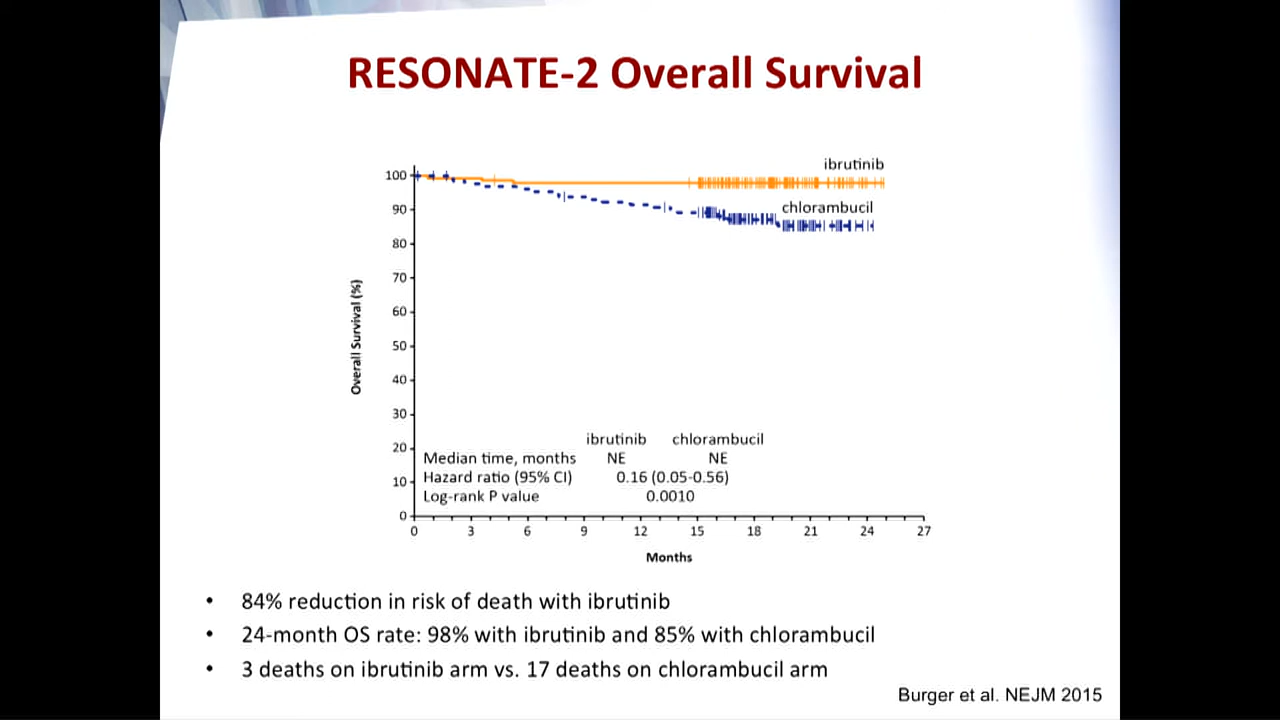 RESONATE-2 Overall Survival
ibrutinib
chlorambucil
Overall Survival (%)
100
90
80
70
60
50
40
30
20
10
0
ibrutinib chlorambucil
Median time, months NE NE
Hazard ratio (95% CI) 0.16 (0.05-0.56)
Log-rank P value 0.0010
0 3 6 9 12 15 18 21 24 27
Months
• 84% reduction in risk of death with ibrutinib
• 24-month OS rate: 98% with ibrutinib and 85% with chlorambucil
• 3 deaths on ibrutinib arm vs. 17 deaths on chlorambucil arm
Burger et al. NEJM 2015